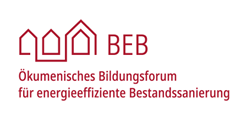 BEB
Ökumenisches Bildungsforum
für energieeffiziente Bestandssanierung